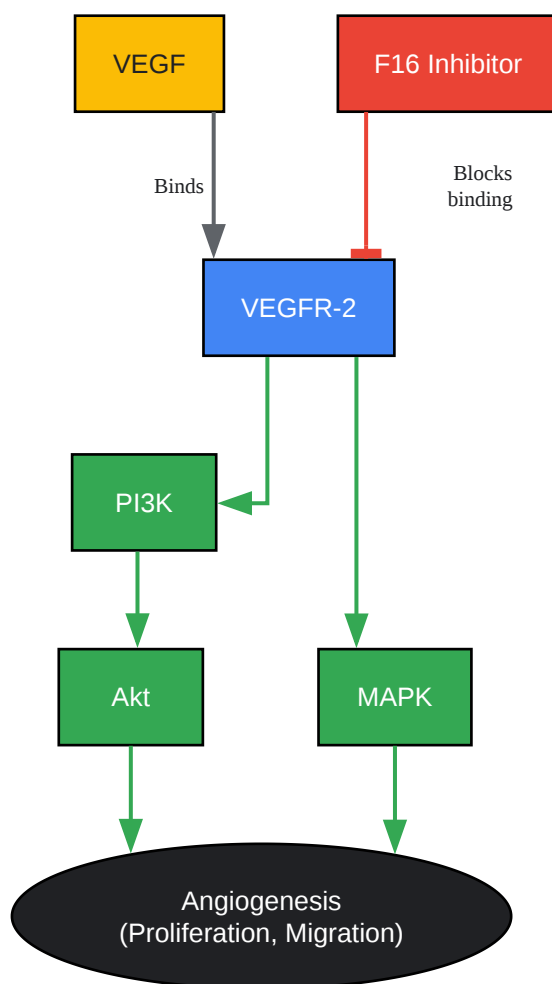 VEGF
F16 Inhibitor
Binds
Blocks
binding
VEGFR-2
PI3K
Akt
MAPK
Angiogenesis
(Proliferation, Migration)